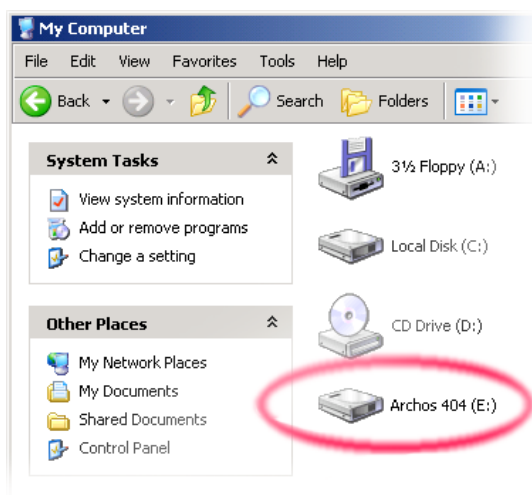 My Computer
File Edit View Favorites Tools Help
Back Search Folders
System Tasks
View system information
Add or remove programs
Change a setting
Other Places
My Network Places
My Documents
Shared Documents
Control Panel
3½ Floppy (A:)
Local Disk (C:)
CD Drive (D:)
Archos 404 (E:)